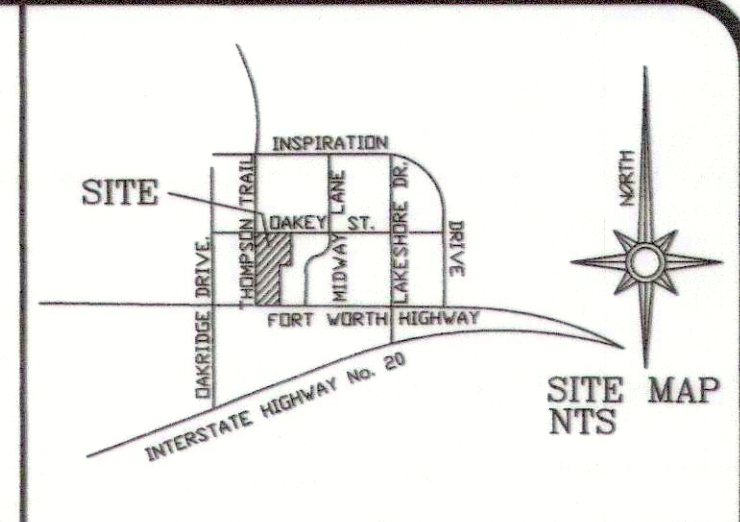 INSPIRATION
SITE
THOMPSON TRAIL
OAKEY ST.
MIDWAY LANE
LAKESHORE DR.
DRIVE
OAKRIDGE DRIVE.
FORT WORTH HIGHWAY
INTERSTATE HIGHWAY No. 20
NORTH
SITE MAP
NTS